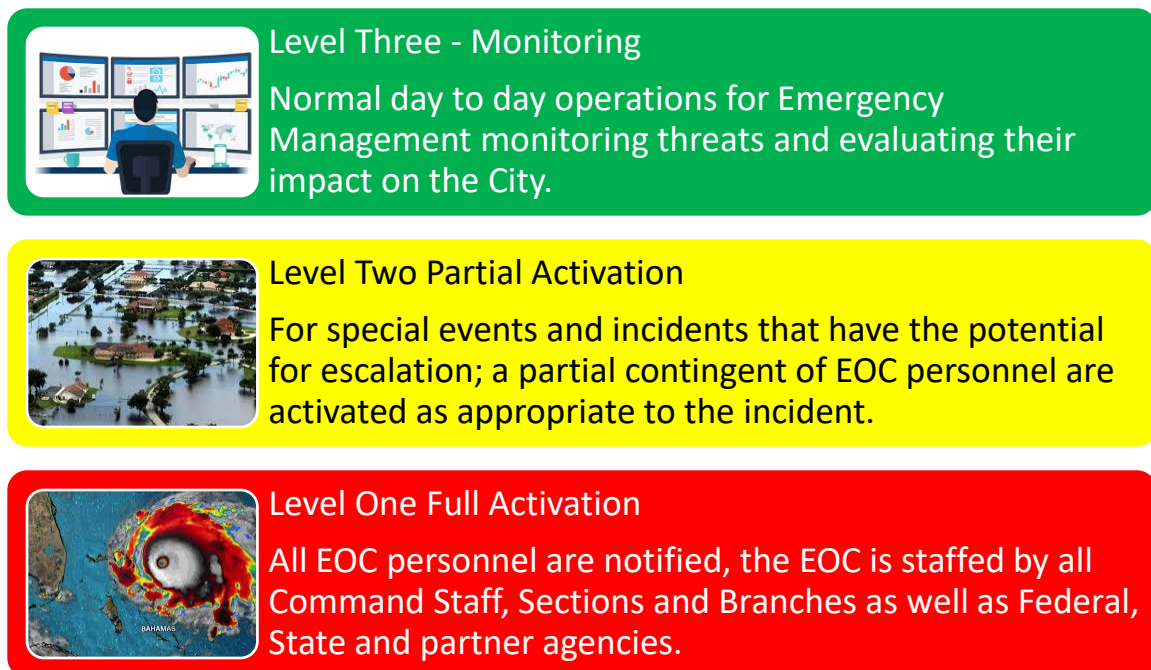 Level Three - Monitoring
Normal day to day operations for Emergency
Management monitoring threats and evaluating their
impact on the City.
Level Two Partial Activation
For special events and incidents that have the potential
for escalation; a partial contingent of EOC personnel are
activated as appropriate to the incident.
Level One Full Activation
All EOC personnel are notified, the EOC is staffed by all
Command Staff, Sections and Branches as well as Federal,
State and partner agencies.
BAHAMAS